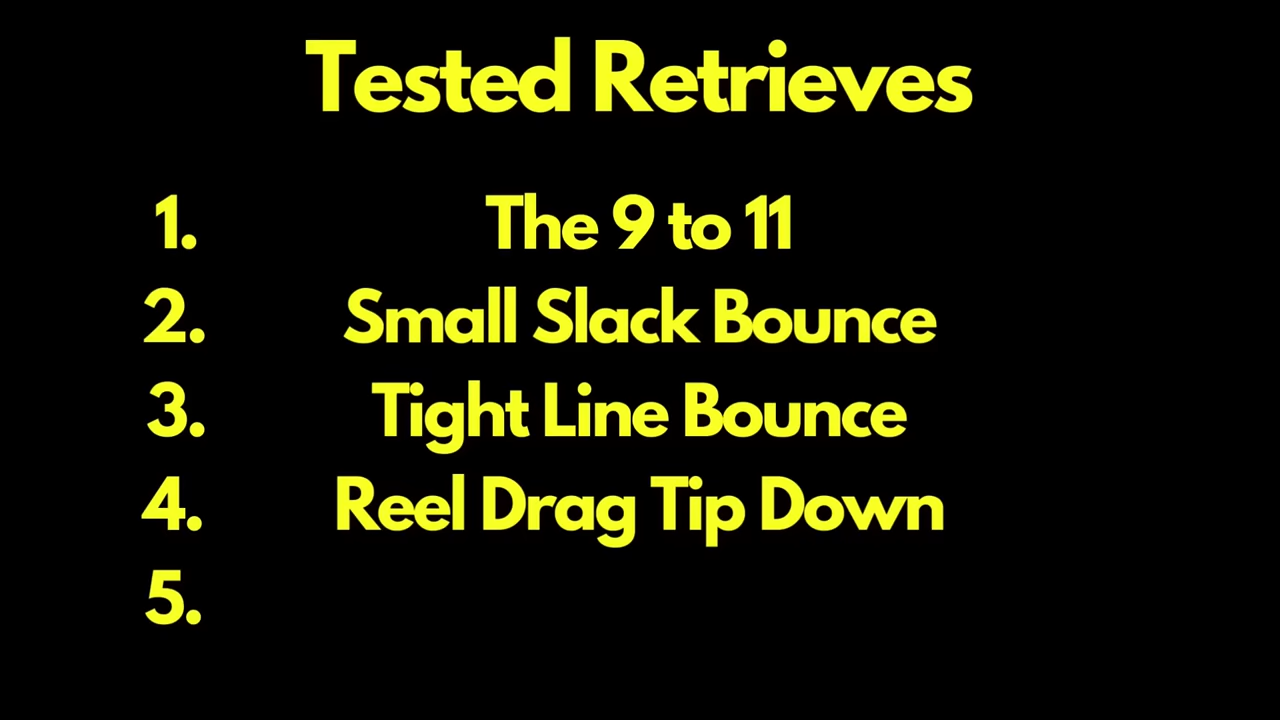 Tested Retrieves
1. The 9 to 11
2. Small Slack Bounce
3. Tight Line Bounce
4. Reel Drag Tip Down
5.